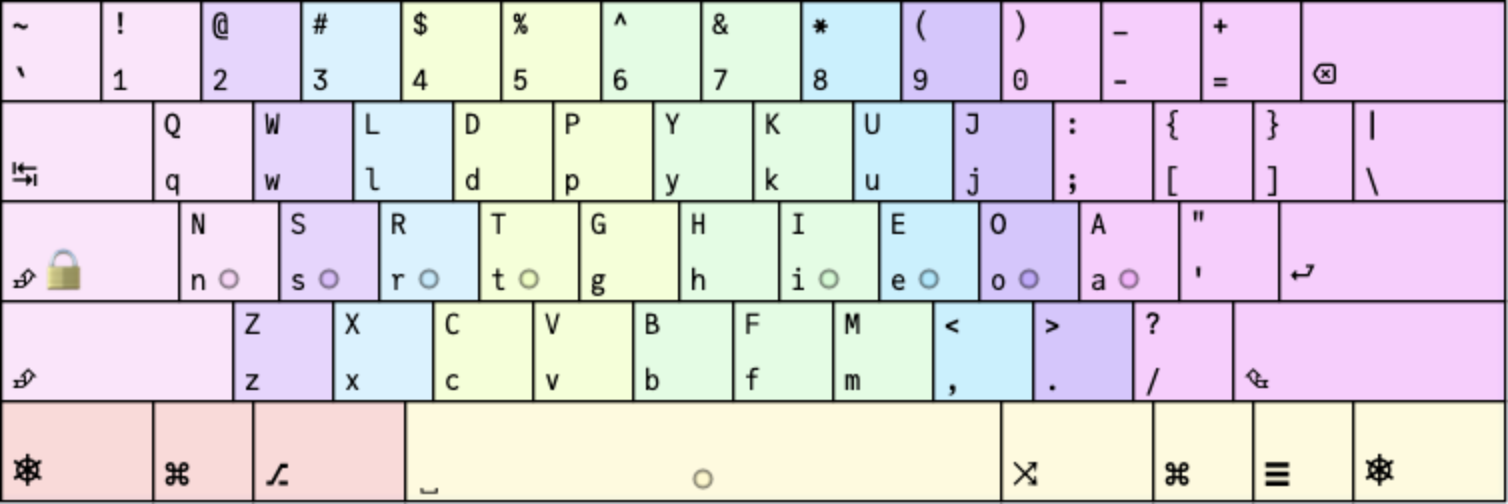 ~ ! @ # $ % ^ & * ( ) _ +
` 1 2 3 4 5 6 7 8 9 0 - =
Q W L D P Y K U J : { } |
q w l d p y k u j ; [ ] \
N S R T G H I E O A "
n s r t g h i e o a '
Z X C V B F M < > ?
z x c v b f m , . /